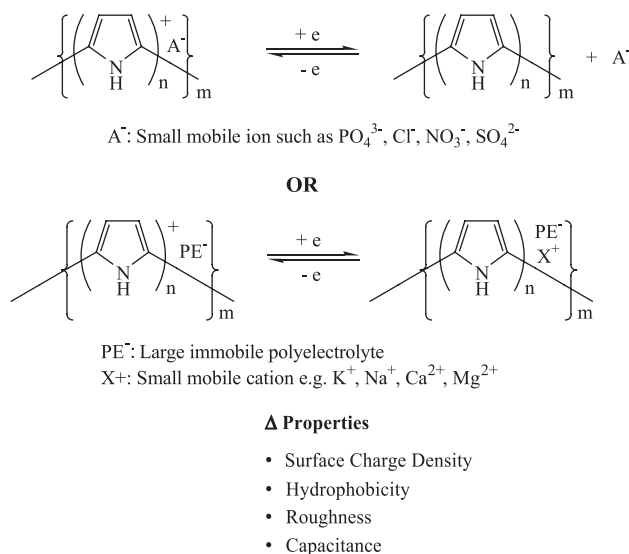 + A⁻ n m + e - e N H n m + A⁻
A⁻: Small mobile ion such as PO₄³⁻, Cl⁻, NO₃⁻, SO₄²⁻
OR
+ PE⁻ N H n m + e - e PE⁻ X⁺ N H n m
PE⁻: Large immobile polyelectrolyte
X+: Small mobile cation e.g. K⁺, Na⁺, Ca²⁺, Mg²⁺
Δ Properties
• Surface Charge Density
• Hydrophobicity
• Roughness
• Capacitance